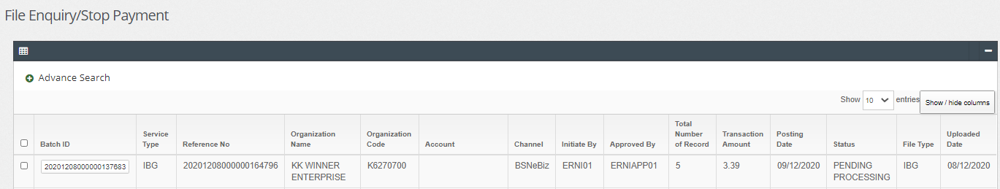 File Enquiry/Stop Payment
Advance Search
Show 10 entries Show / hide columns
Batch ID Service Type Reference No Organization Name Organization Code Account Channel Initiate By Approved By Total Number of Record Transaction Amount Posting Date Status File Type Uploaded Date
20201208000000137683 IBG 20201208000000164796 KK WINNER ENTERPRISE K6270700 BSNeBiz ERNI01 ERNIAPP01 5 3.39 09/12/2020 PENDING PROCESSING IBG 08/12/2020